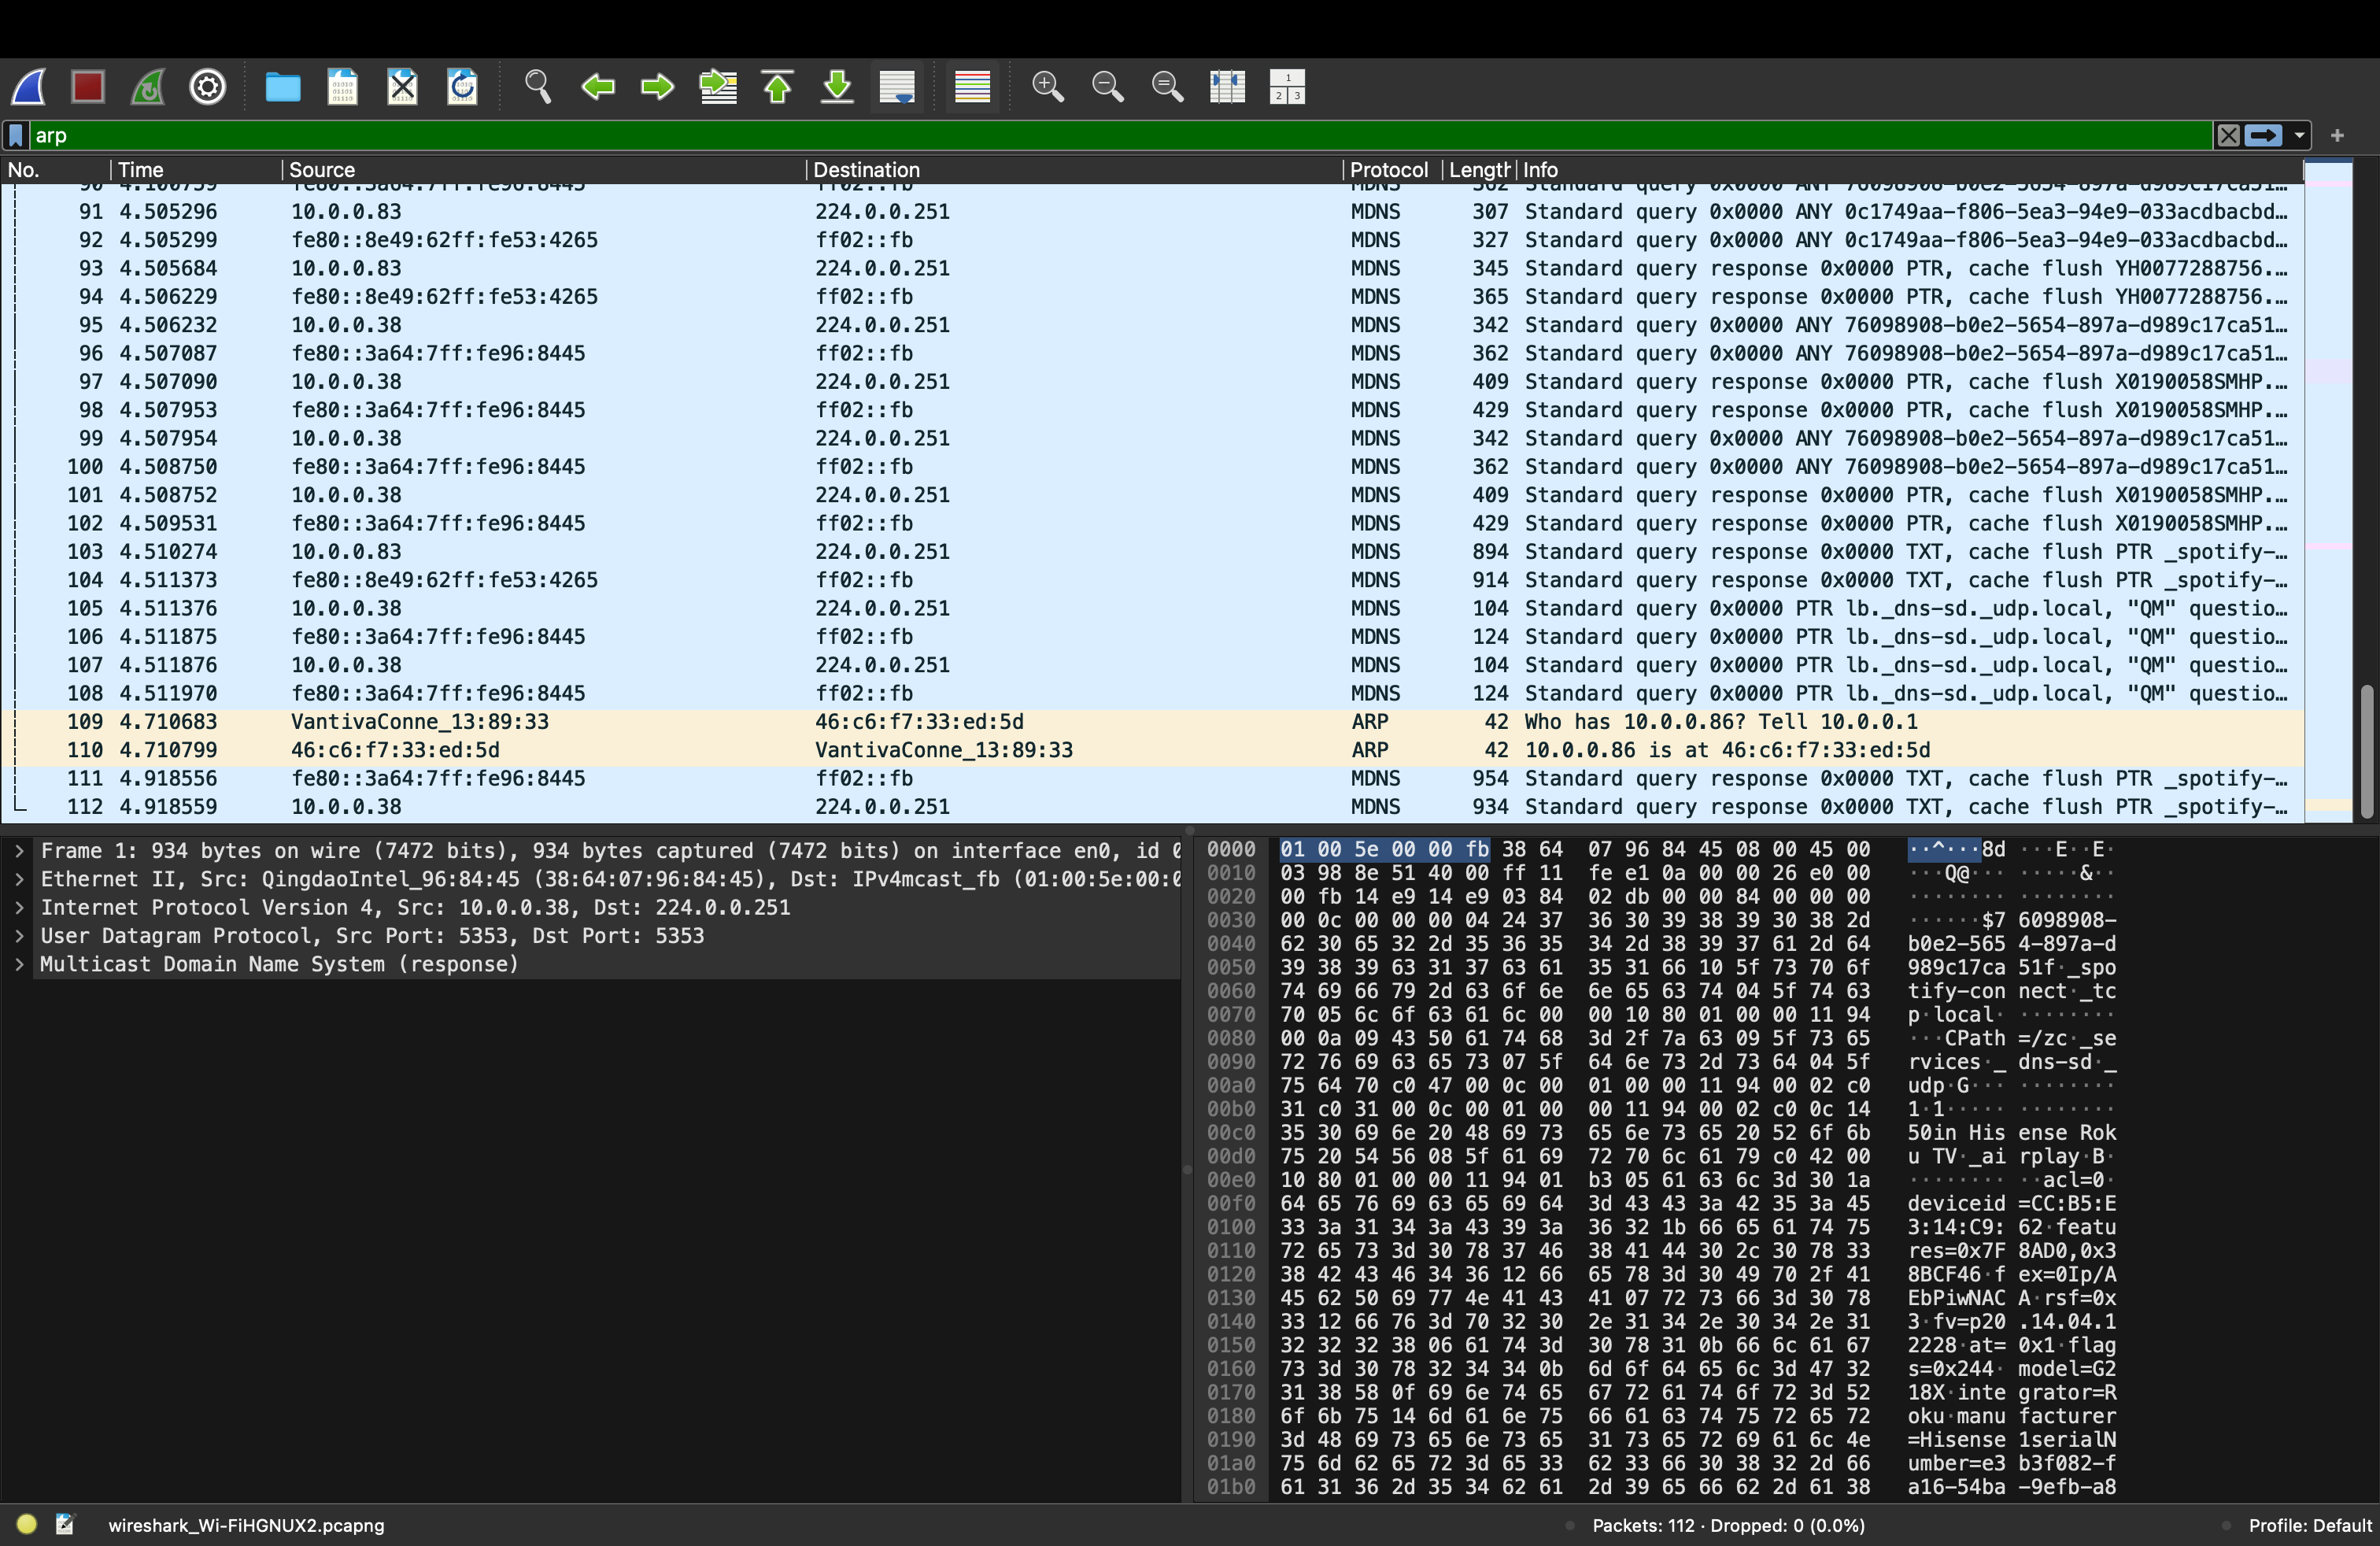 arp
No. Time Source Destination Protocol Length Info
90 4.100759 fe80::3a64:7ff:fe96:8445 ff02::fb MDNS 362 Standard query 0x0000 ANY 76098908-b0e2-5654-897a-d989c17ca51…
91 4.505296 10.0.0.83 224.0.0.251 MDNS 307 Standard query 0x0000 ANY 0c1749aa-f806-5ea3-94e9-033acdbacbd…
92 4.505299 fe80::8e49:62ff:fe53:4265 ff02::fb MDNS 327 Standard query 0x0000 ANY 0c1749aa-f806-5ea3-94e9-033acdbacbd…
93 4.505684 10.0.0.83 224.0.0.251 MDNS 345 Standard query response 0x0000 PTR, cache flush YH0077288756.…
94 4.506229 fe80::8e49:62ff:fe53:4265 ff02::fb MDNS 365 Standard query response 0x0000 PTR, cache flush YH0077288756.…
95 4.506232 10.0.0.38 224.0.0.251 MDNS 342 Standard query 0x0000 ANY 76098908-b0e2-5654-897a-d989c17ca51…
96 4.507087 fe80::3a64:7ff:fe96:8445 ff02::fb MDNS 362 Standard query 0x0000 ANY 76098908-b0e2-5654-897a-d989c17ca51…
97 4.507090 10.0.0.38 224.0.0.251 MDNS 409 Standard query response 0x0000 PTR, cache flush X0190058SMHP.…
98 4.507953 fe80::3a64:7ff:fe96:8445 ff02::fb MDNS 429 Standard query response 0x0000 PTR, cache flush X0190058SMHP.…
99 4.507954 10.0.0.38 224.0.0.251 MDNS 342 Standard query 0x0000 ANY 76098908-b0e2-5654-897a-d989c17ca51…
100 4.508750 fe80::3a64:7ff:fe96:8445 ff02::fb MDNS 362 Standard query 0x0000 ANY 76098908-b0e2-5654-897a-d989c17ca51…
101 4.508752 10.0.0.38 224.0.0.251 MDNS 409 Standard query response 0x0000 PTR, cache flush X0190058SMHP.…
102 4.509531 fe80::3a64:7ff:fe96:8445 ff02::fb MDNS 429 Standard query response 0x0000 PTR, cache flush X0190058SMHP.…
103 4.510274 10.0.0.83 224.0.0.251 MDNS 894 Standard query response 0x0000 TXT, cache flush PTR _spotify-…
104 4.511373 fe80::8e49:62ff:fe53:4265 ff02::fb MDNS 914 Standard query response 0x0000 TXT, cache flush PTR _spotify-…
105 4.511376 10.0.0.38 224.0.0.251 MDNS 104 Standard query 0x0000 PTR lb._dns-sd._udp.local, "QM" questio…
106 4.511875 fe80::3a64:7ff:fe96:8445 ff02::fb MDNS 124 Standard query 0x0000 PTR lb._dns-sd._udp.local, "QM" questio…
107 4.511876 10.0.0.38 224.0.0.251 MDNS 104 Standard query 0x0000 PTR lb._dns-sd._udp.local, "QM" questio…
108 4.511970 fe80::3a64:7ff:fe96:8445 ff02::fb MDNS 124 Standard query 0x0000 PTR lb._dns-sd._udp.local, "QM" questio…
109 4.710683 VantivaConne_13:89:33 46:c6:f7:33:ed:5d ARP 42 Who has 10.0.0.86? Tell 10.0.0.1
110 4.710799 46:c6:f7:33:ed:5d VantivaConne_13:89:33 ARP 42 10.0.0.86 is at 46:c6:f7:33:ed:5d
111 4.918556 fe80::3a64:7ff:fe96:8445 ff02::fb MDNS 954 Standard query response 0x0000 TXT, cache flush PTR _spotify-…
112 4.918559 10.0.0.38 224.0.0.251 MDNS 934 Standard query response 0x0000 TXT, cache flush PTR _spotify-…
Frame 1: 934 bytes on wire (7472 bits), 934 bytes captured (7472 bits) on interface en0, id 0
Ethernet II, Src: QingdaoIntel_96:84:45 (38:64:07:96:84:45), Dst: IPv4mcast_fb (01:00:5e:00:0
Internet Protocol Version 4, Src: 10.0.0.38, Dst: 224.0.0.251
User Datagram Protocol, Src Port: 5353, Dst Port: 5353
Multicast Domain Name System (response)
0000 01 00 5e 00 00 fb 38 64 07 96 84 45 08 00 45 00 ··^···8d ···E··E·
0010 03 98 8e 51 40 00 ff 11 fe e1 0a 00 00 26 e0 00 ···Q@··· ·····&··
0020 00 fb 14 e9 14 e9 03 84 02 db 00 00 84 00 00 00 ········ ········
0030 00 0c 00 00 00 04 24 37 36 30 39 38 39 30 38 2d ······$7 6098908-
0040 62 30 65 32 2d 35 36 35 34 2d 38 39 37 61 2d 64 b0e2-565 4-897a-d
0050 39 38 39 63 31 37 63 61 35 31 66 10 5f 73 70 6f 989c17ca 51f·_spo
0060 74 69 66 79 2d 63 6f 6e 6e 65 63 74 04 5f 74 63 tify-con nect·_tc
0070 70 05 6c 6f 63 61 6c 00 00 10 80 01 00 00 11 94 p·local· ········
0080 00 0a 09 43 50 61 74 68 3d 2f 7a 63 09 5f 73 65 ···CPath =/zc·_se
0090 72 76 69 63 65 73 07 5f 64 6e 73 2d 73 64 04 5f rvices·_ dns-sd·_
00a0 75 64 70 c0 47 00 0c 00 01 00 00 11 94 00 02 c0 udp·G··· ········
00b0 31 c0 31 00 0c 00 01 00 00 11 94 00 02 c0 0c 14 1·1····· ········
00c0 35 30 69 6e 20 48 69 73 65 6e 73 65 20 52 6f 6b 50in His ense Rok
00d0 75 20 54 56 08 5f 61 69 72 70 6c 61 79 c0 42 00 u TV·_ai rplay·B·
00e0 10 80 01 00 00 11 94 01 b3 05 61 63 6c 3d 30 1a ········ ··acl=0·
00f0 64 65 76 69 63 65 69 64 3d 43 43 3a 42 35 3a 45 deviceid =CC:B5:E
0100 33 3a 31 34 3a 43 39 3a 36 32 1b 66 65 61 74 75 3:14:C9: 62·featu
0110 72 65 73 3d 30 78 37 46 38 41 44 30 2c 30 78 33 res=0x7F 8AD0,0x3
0120 38 42 43 46 34 36 12 66 65 78 3d 30 49 70 2f 41 8BCF46·f ex=0Ip/A
0130 45 62 50 69 77 4e 41 43 41 07 72 73 66 3d 30 78 EbPiwNAC A·rsf=0x
0140 33 12 66 76 3d 70 32 30 2e 31 34 2e 30 34 2e 31 3·fv=p20 .14.04.1
0150 32 32 32 38 06 61 74 3d 30 78 31 0b 66 6c 61 67 2228·at= 0x1·flag
0160 73 3d 30 78 32 34 34 0b 6d 6f 64 65 6c 3d 47 32 s=0x244· model=G2
0170 31 38 58 0f 69 6e 74 65 67 72 61 74 6f 72 3d 52 18X·inte grator=R
0180 6f 6b 75 14 6d 61 6e 75 66 61 63 74 75 72 65 72 oku·manu facturer
0190 3d 48 69 73 65 6e 73 65 31 73 65 72 69 61 6c 4e =Hisense 1serialN
01a0 75 6d 62 65 72 3d 65 33 62 33 66 30 38 32 2d 66 umber=e3 b3f082-f
01b0 61 31 36 2d 35 34 62 61 2d 39 65 66 62 2d 61 38 a16-54ba -9efb-a8
wireshark_Wi-FiHGNUX2.pcapng Packets: 112 · Dropped: 0 (0.0%) Profile: Default